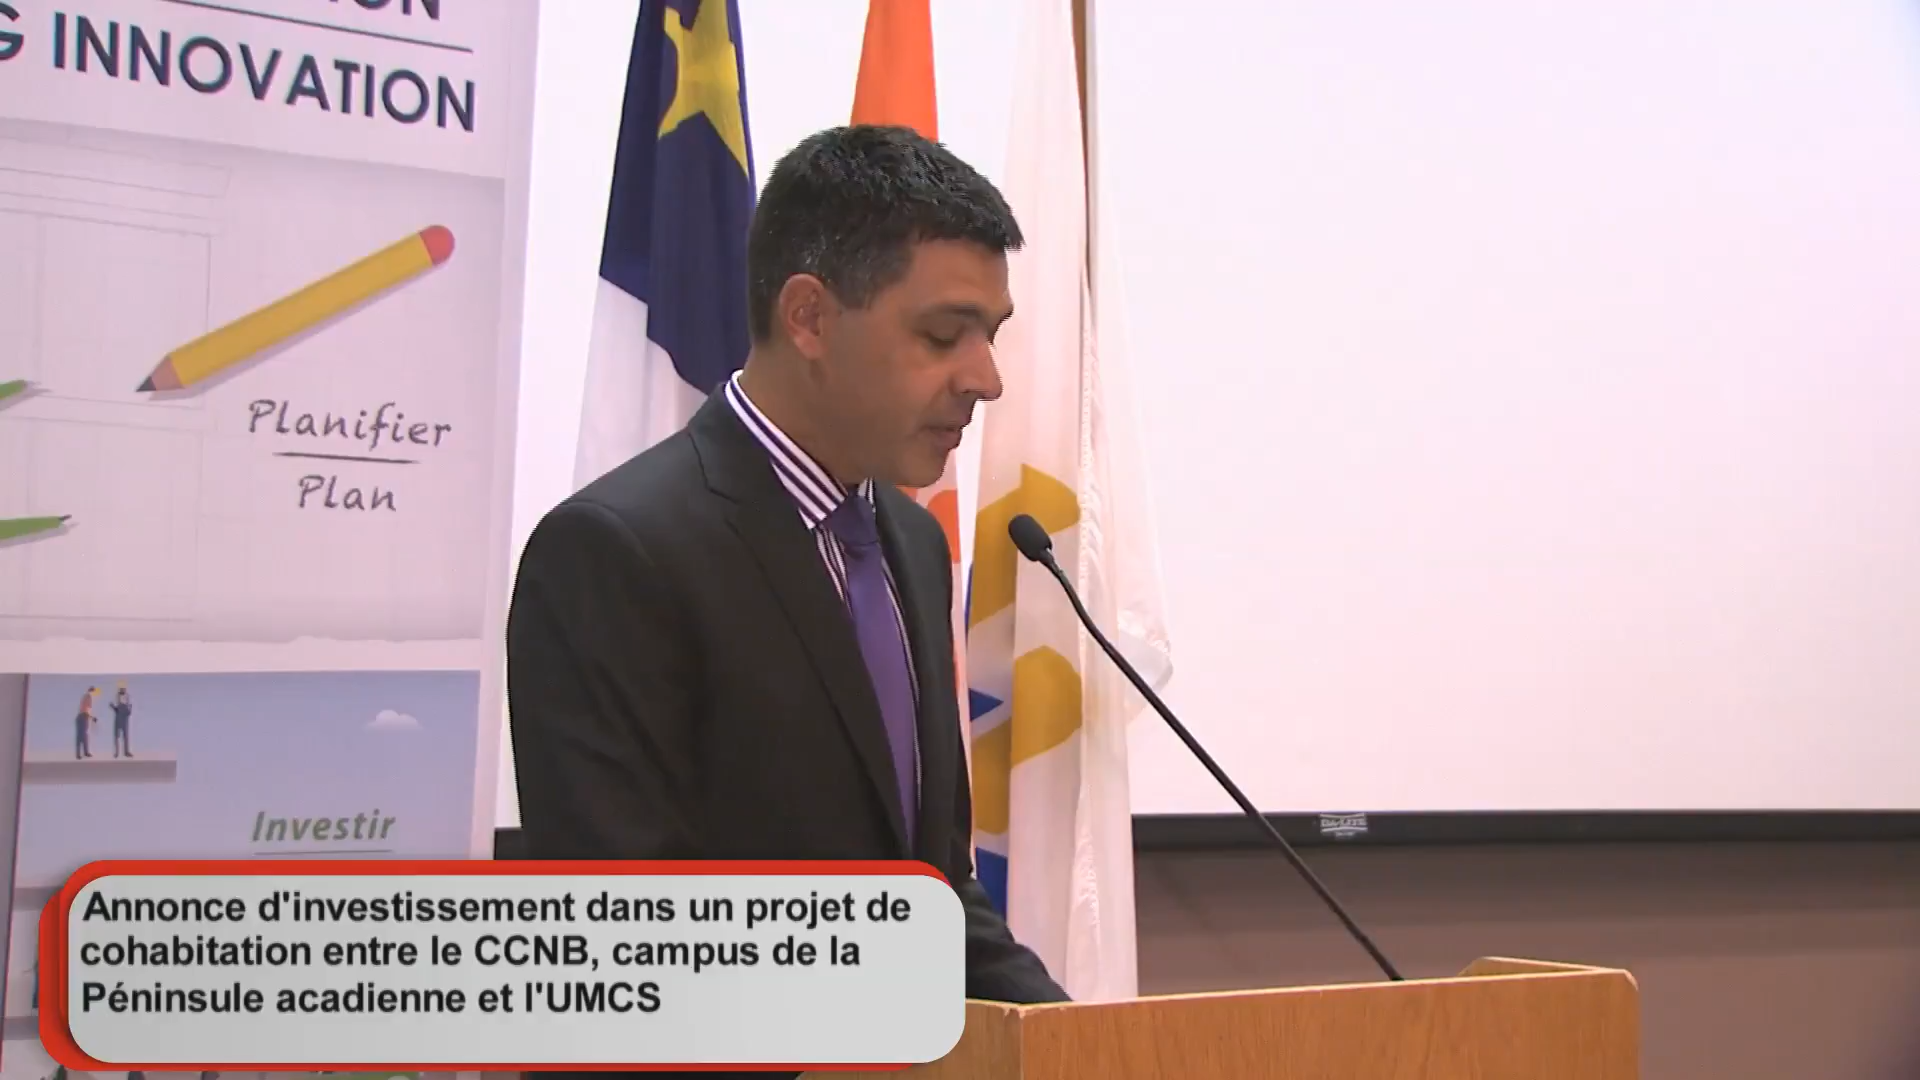 INNOVATION
Planifier
Plan
Investir
Annonce d'investissement dans un projet de
cohabitation entre le CCNB, campus de la
Péninsule acadienne et l'UMCS